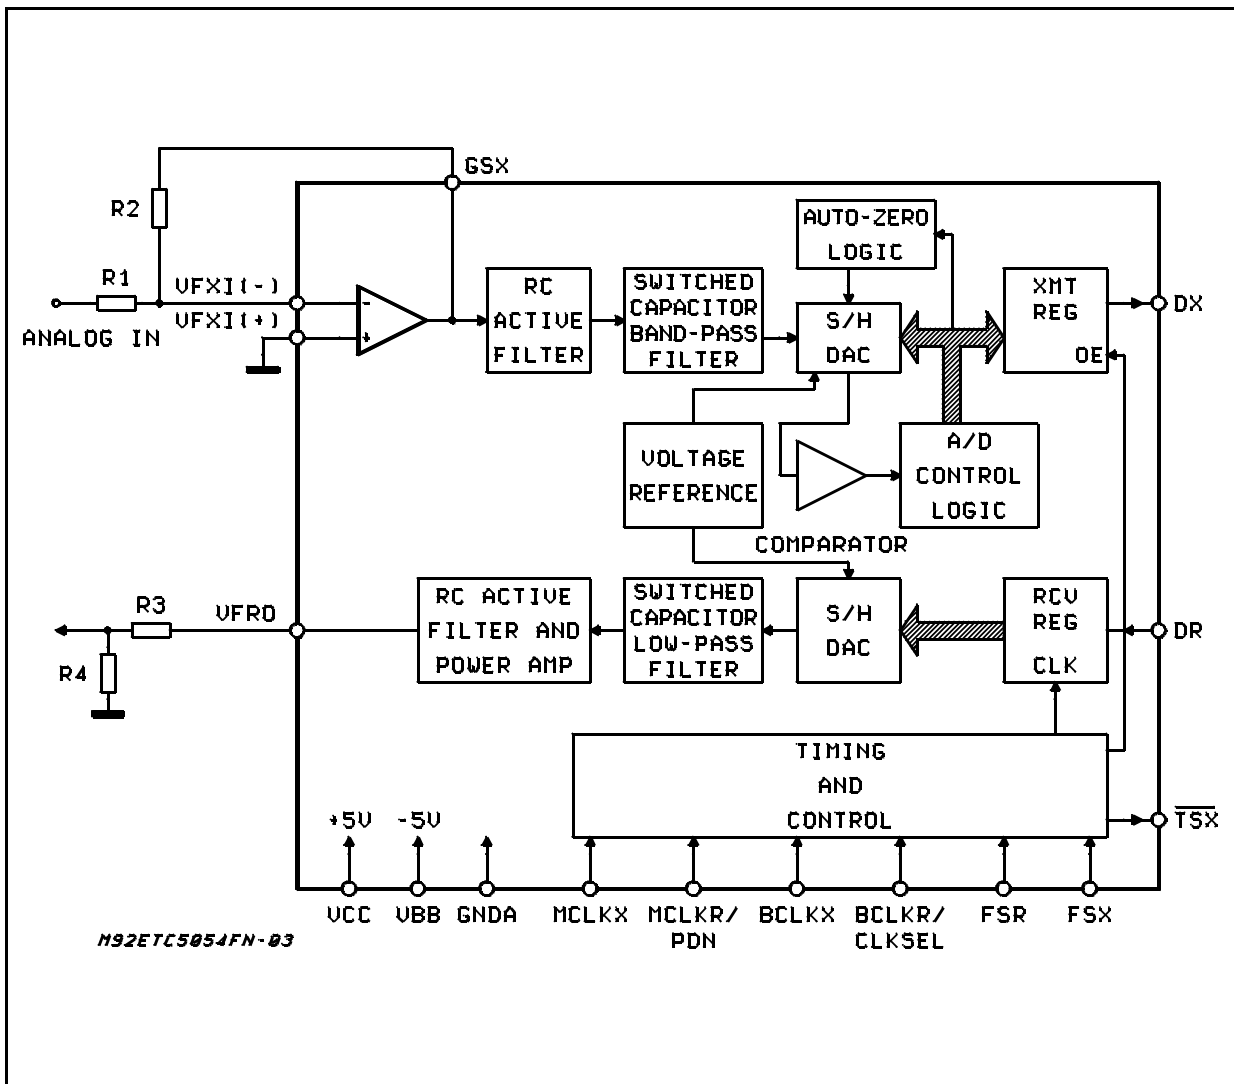 GSX
R2
R1
VFXI(-)
VFXI(+)
ANALOG IN
-
+
RC
ACTIVE
FILTER
SWITCHED
CAPACITOR
BAND-PASS
FILTER
AUTO-ZERO
LOGIC
S/H
DAC
XMT
REG
OE
DX
VOLTAGE
REFERENCE
COMPARATOR
A/D
CONTROL
LOGIC
R3
VFRO
R4
RC ACTIVE
FILTER AND
POWER AMP
SWITCHED
CAPACITOR
LOW-PASS
FILTER
S/H
DAC
RCV
REG
CLK
DR
TIMING
AND
CONTROL
TSX
+5V
-5V
VCC
VBB
GNDA
MCLKX
MCLKR/
PDN
BCLKX
BCLKR/
CLKSEL
FSR
FSX
M92ETC5054FN-03